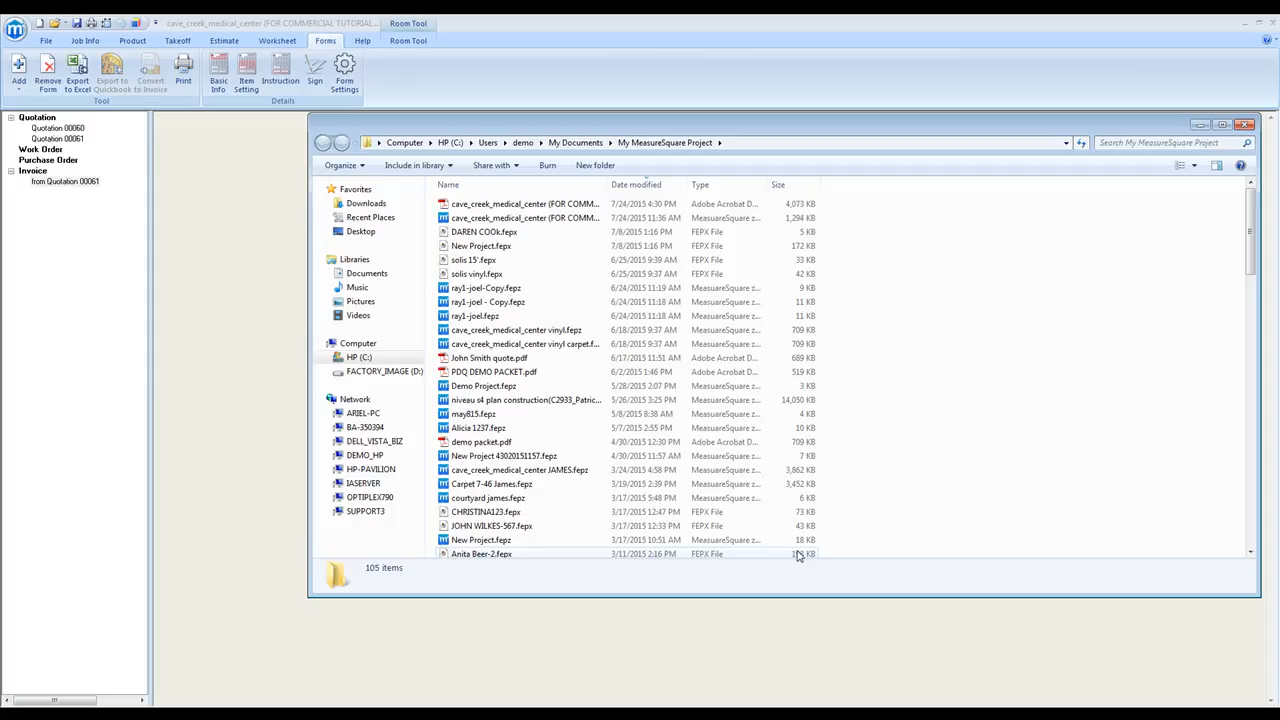 cave_creek_medical_center (FOR COMMERCIAL TUTORIAL...
Room Tool
File
Job Info
Product
Takeoff
Estimate
Worksheet
Forms
Help
Room Tool
Add
Remove Form
Export to Excel
Export to Quickbook
Convert to Invoice
Print
Basic Info
Item Setting
Instruction
Sign
Form Settings
Tool
Details
Quotation
Quotation 00060
Quotation 00061
Work Order
Purchase Order
Invoice
from Quotation 00061
Computer
HP (C:)
Users
demo
My Documents
My MeasureSquare Project
Search My MeasureSquare Project
Organize
Include in library
Share with
Burn
New folder
Favorites
Downloads
Recent Places
Desktop
Libraries
Documents
Music
Pictures
Videos
Computer
HP (C:)
FACTORY_IMAGE (D:)
Network
ARIEL-PC
BA-350394
DELL_VISTA_BIZ
DEMO_HP
HP-PAVILION
IASERVER
OPTIPLEX790
SUPPORT3
Name Date modified Type Size
cave_creek_medical_center (FOR COMM... 7/24/2015 4:30 PM Adobe Acrobat D... 4,073 KB
cave_creek_medical_center (FOR COMM... 7/24/2015 11:36 AM MeasureSquare z... 1,294 KB
DAREN COOk.fepx 7/8/2015 1:16 PM FEPX File 5 KB
New Project.fepx 7/8/2015 1:16 PM FEPX File 172 KB
solis 15'.fepx 6/25/2015 9:39 AM FEPX File 33 KB
solis vinyl.fepx 6/25/2015 9:37 AM FEPX File 42 KB
ray1-joel-Copy.fepz 6/24/2015 11:19 AM MeasureSquare z... 9 KB
ray1-joel - Copy.fepz 6/24/2015 11:18 AM MeasureSquare z... 11 KB
ray1-joel.fepz 6/24/2015 11:18 AM MeasureSquare z... 11 KB
cave_creek_medical_center vinyl.fepz 6/18/2015 9:37 AM MeasureSquare z... 709 KB
cave_creek_medical_center vinyl carpet.f... 6/18/2015 9:37 AM MeasureSquare z... 709 KB
John Smith quote.pdf 6/17/2015 11:51 AM Adobe Acrobat D... 689 KB
PDQ DEMO PACKET.pdf 6/2/2015 1:46 PM Adobe Acrobat D... 519 KB
Demo Project.fepz 5/28/2015 2:07 PM MeasureSquare z... 3 KB
niveau s4 plan construction(C2933_Patric... 5/26/2015 3:25 PM MeasureSquare z... 14,050 KB
may815.fepz 5/8/2015 8:38 AM MeasureSquare z... 4 KB
Alicia 1237.fepz 5/7/2015 2:55 PM MeasureSquare z... 10 KB
demo packet.pdf 4/30/2015 12:30 PM Adobe Acrobat D... 709 KB
New Project 43020151157.fepz 4/30/2015 11:57 AM MeasureSquare z... 7 KB
cave_creek_medical_center JAMES.fepz 3/24/2015 4:58 PM MeasureSquare z... 3,862 KB
Carpet 7-46 James.fepz 3/19/2015 2:39 PM MeasureSquare z... 3,452 KB
courtyard james.fepz 3/17/2015 5:48 PM MeasureSquare z... 6 KB
CHRISTINA123.fepx 3/17/2015 12:47 PM FEPX File 73 KB
JOHN WILKES-567.fepx 3/17/2015 12:33 PM FEPX File 43 KB
New Project.fepz 3/17/2015 10:51 AM MeasureSquare z... 18 KB
Anita Beer-2.fepx 3/11/2015 2:16 PM FEPX File KB
105 items